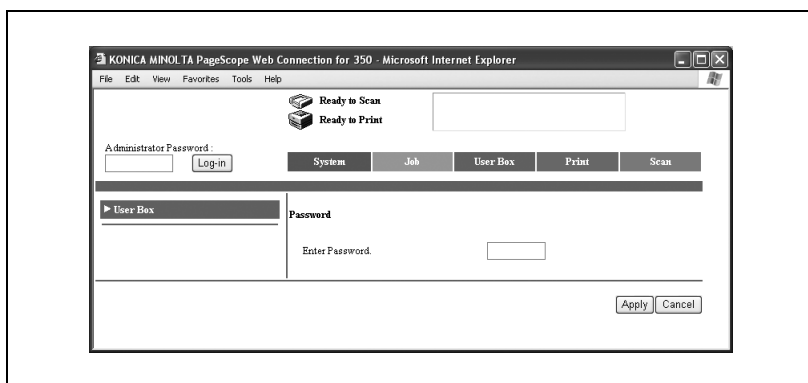 KONICA MINOLTA PageScope Web Connection for 350 - Microsoft Internet Explorer
File Edit View Favorites Tools Help
Ready to Scan
Ready to Print
Administrator Password :
Log-in
System Job User Box Print Scan
User Box
Password
Enter Password.
Apply Cancel